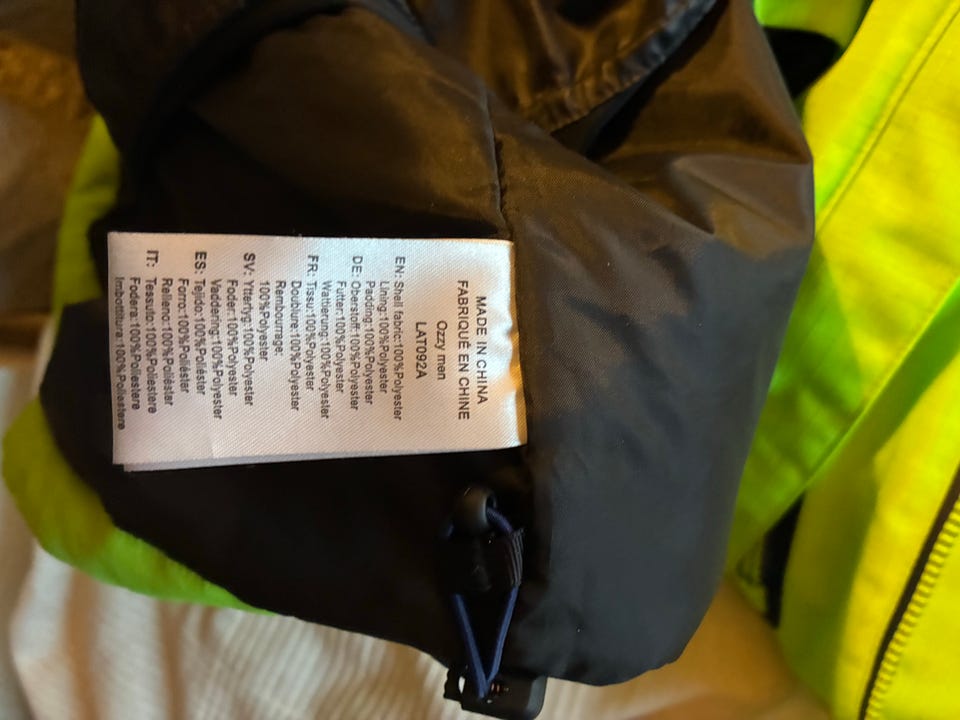 MADE IN CHINA
FABRIQUÉ EN CHINE
Ozzy men
LAT092A
EN: Shell fabric:100%Polyester
Lining:100%Polyester
Padding:100%Polyester
DE: Oberstoff:100%Polyester
Futter:100%Polyester
Wattierung:100%Polyester
FR: Tissu:100%Polyester
Doublure:100%Polyester
Rembourrage:
100%Polyester
SV: Yttertyg:100%Polyester
Foder:100%Polyester
Vaddering:100%Polyester
ES: Tejido:100%Poliéster
Forro:100%Poliéster
Relleno:100%Poliéster
IT: Tessuto:100%Poliestere
Fodera:100%Poliestere
Imbottitura:100%Poliestere